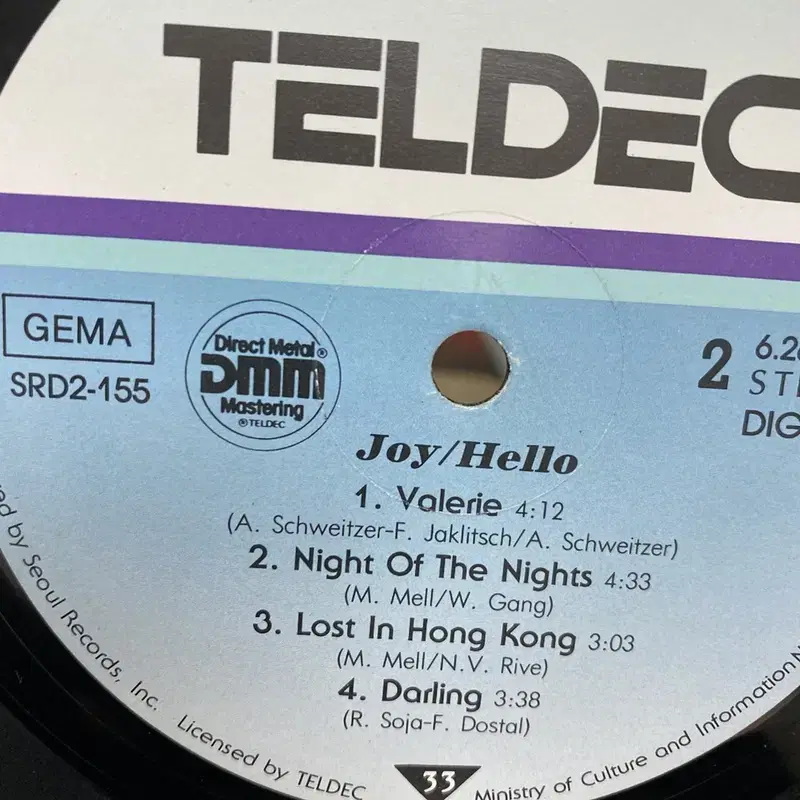 TELDEC
GEMA
SRD2-155
Direct Metal®
DMM
Mastering
®TELDEC
2
STE
DIG
Joy/Hello
1. Valerie 4:12
(A. Schweitzer-F. Jaklitsch/A. Schweitzer)
2. Night Of The Nights 4:33
(M. Mell/W. Gang)
3. Lost In Hong Kong 3:03
(M. Mell/N.V. Rive)
4. Darling 3:38
(R. Soja-F. Dostal)
by Seoul Records, Inc. Licensed by TELDEC
33
Ministry of Culture and Information